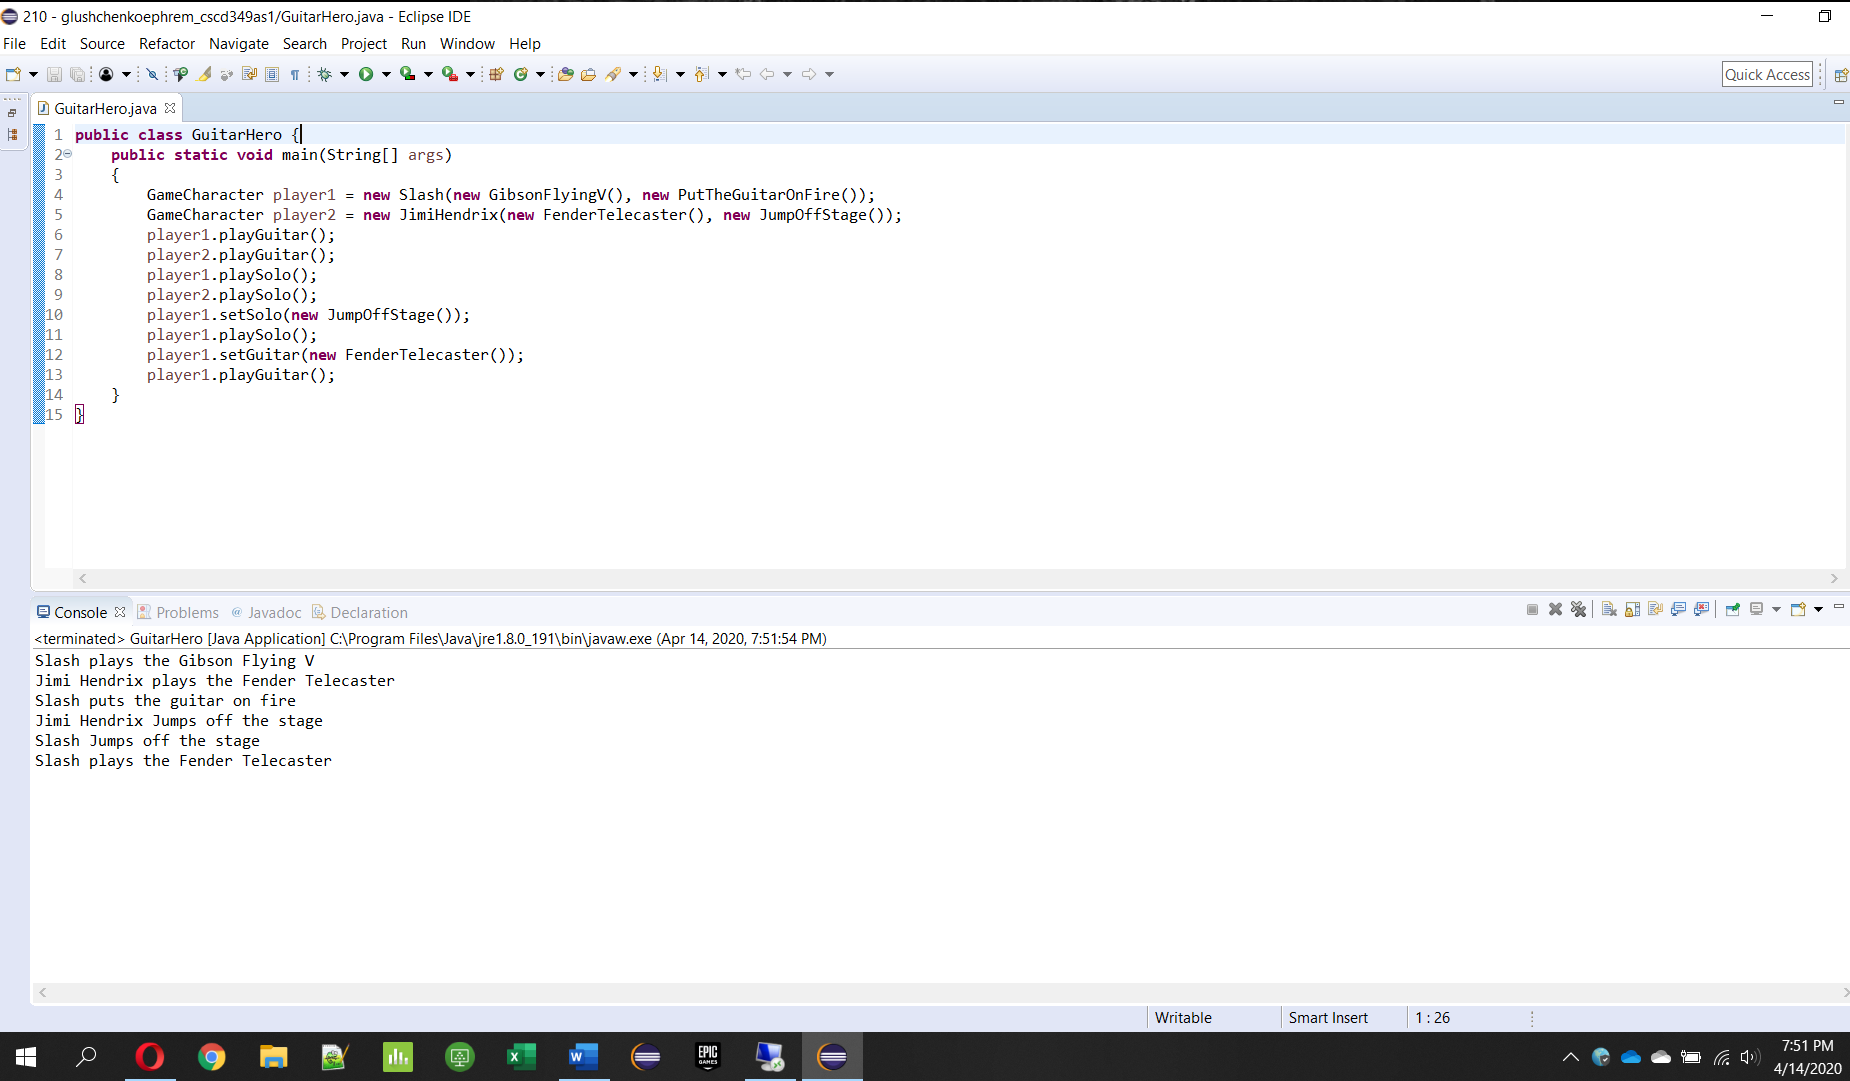 210 - glushchenkoephrem_cscd349as1/GuitarHero.java - Eclipse IDE
File Edit Source Refactor Navigate Search Project Run Window Help
Quick Access
GuitarHero.java
1 public class GuitarHero {
2 public static void main(String[] args)
3 {
4 GameCharacter player1 = new Slash(new GibsonFlyingV(), new PutTheGuitarOnFire());
5 GameCharacter player2 = new JimiHendrix(new FenderTelecaster(), new JumpOffStage());
6 player1.playGuitar();
7 player2.playGuitar();
8 player1.playSolo();
9 player2.playSolo();
10 player1.setSolo(new JumpOffStage());
11 player1.playSolo();
12 player1.setGuitar(new FenderTelecaster());
13 player1.playGuitar();
14 }
15 }
Console Problems @ Javadoc Declaration
<terminated> GuitarHero [Java Application] C:\Program Files\Java\jre1.8.0_191\bin\javaw.exe (Apr 14, 2020, 7:51:54 PM)
Slash plays the Gibson Flying V
Jimi Hendrix plays the Fender Telecaster
Slash puts the guitar on fire
Jimi Hendrix Jumps off the stage
Slash Jumps off the stage
Slash plays the Fender Telecaster
Writable Smart Insert 1 : 26
EPIC
GAMES
7:51 PM
4/14/2020